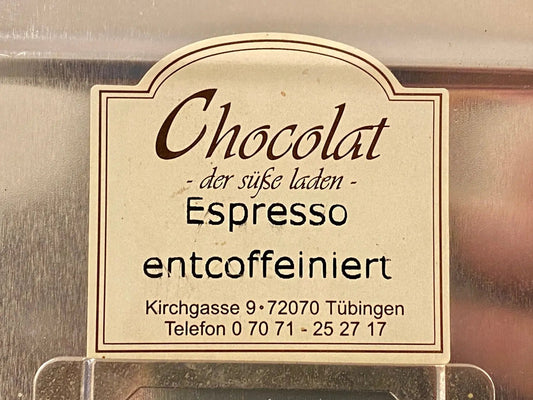 Chocolat
- der süße laden -
Espresso
entcoffeiniert
Kirchgasse 9 • 72070 Tübingen
Telefon 0 70 71 - 25 27 17